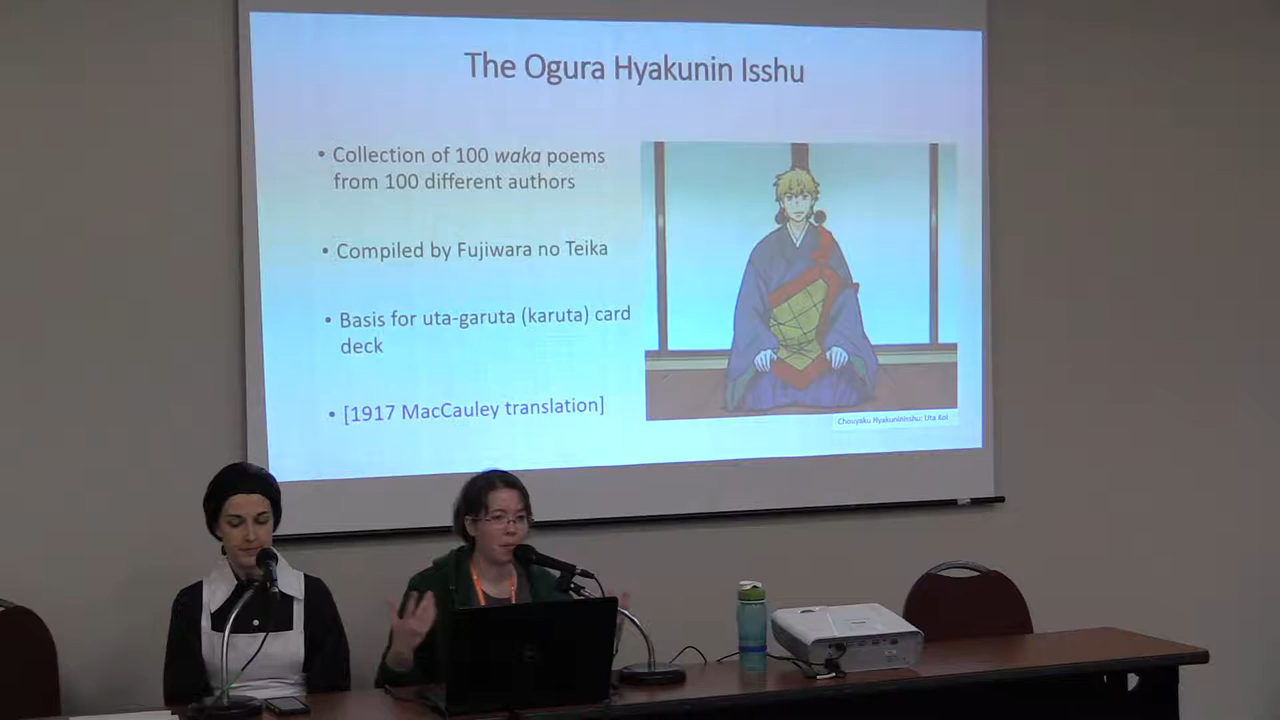 The Ogura Hyakunin Isshu
• Collection of 100 waka poems
from 100 different authors
• Compiled by Fujiwara no Teika
• Basis for uta-garuta (karuta) card
deck
• [1917 MacCauley translation]
Chouyaku Hyakuninisshu: Uta Koi